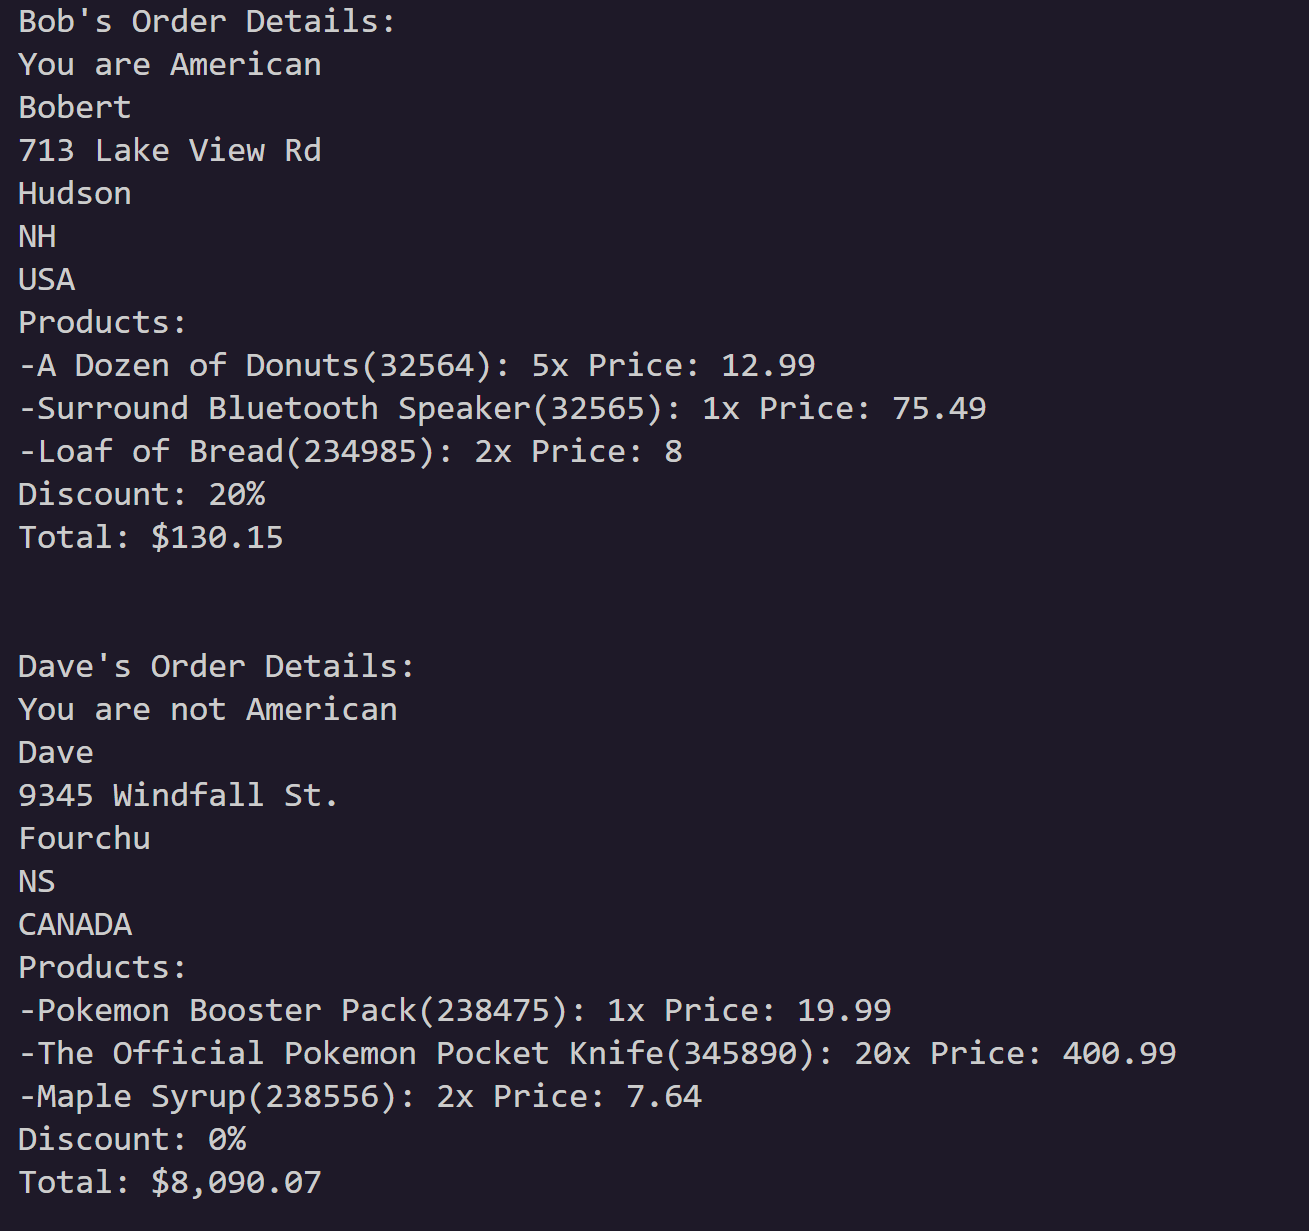 Bob's Order Details:
You are American
Bobert
713 Lake View Rd
Hudson
NH
USA
Products:
-A Dozen of Donuts(32564): 5x Price: 12.99
-Surround Bluetooth Speaker(32565): 1x Price: 75.49
-Loaf of Bread(234985): 2x Price: 8
Discount: 20%
Total: $130.15
Dave's Order Details:
You are not American
Dave
9345 Windfall St.
Fourchu
NS
CANADA
Products:
-Pokemon Booster Pack(238475): 1x Price: 19.99
-The Official Pokemon Pocket Knife(345890): 20x Price: 400.99
-Maple Syrup(238556): 2x Price: 7.64
Discount: 0%
Total: $8,090.07